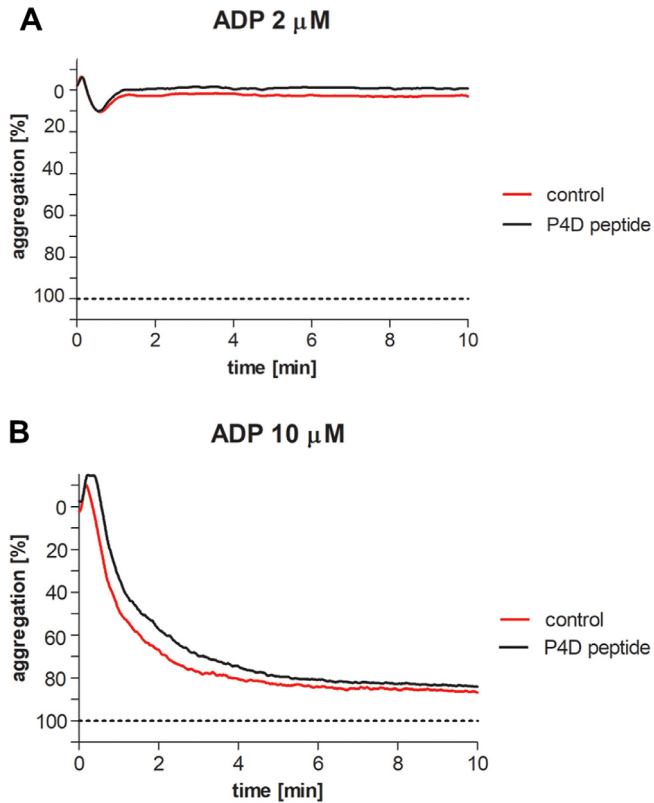 A
ADP 2 μM
aggregation [%]
0
20
40
60
80
100
0 2 4 6 8 10
time [min]
control
P4D peptide
B
ADP 10 μM
aggregation [%]
0
20
40
60
80
100
0 2 4 6 8 10
time [min]
control
P4D peptide